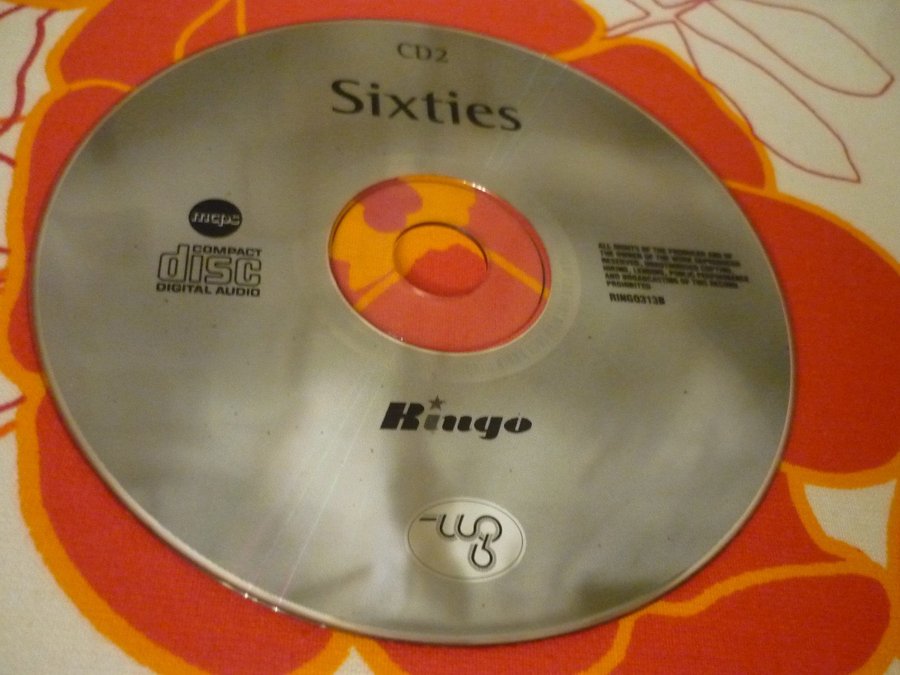 CD2
Sixties
mcps
COMPACT
disc
DIGITAL AUDIO
ALL RIGHTS OF THE PRODUCER AND OF
THE OWNER OF THE WORK REPRODUCED
RESERVED. UNAUTHORISED COPYING,
HIRING, LENDING, PUBLIC PERFORMANCE
AND BROADCASTING OF THIS RECORD
PROHIBITED
RINGO313B
Ringo